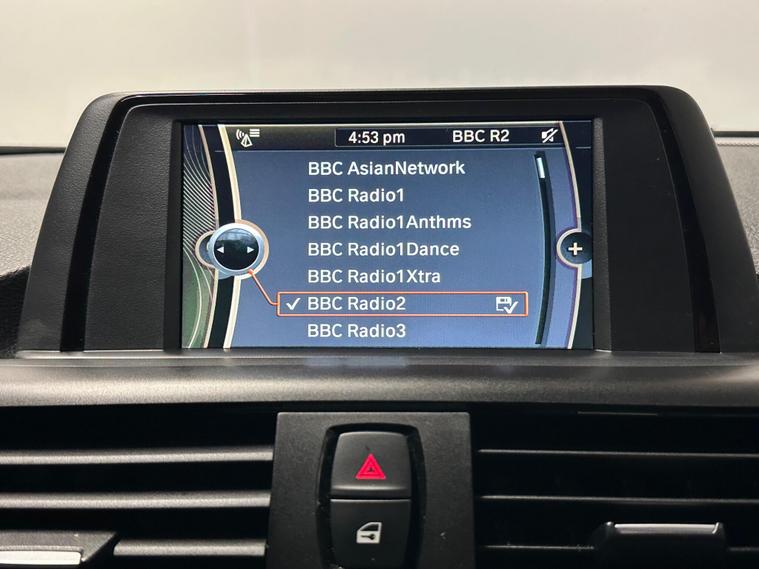 4:53 pm BBC R2
BBC AsianNetwork
BBC Radio1
BBC Radio1Anthms
BBC Radio1Dance
BBC Radio1Xtra
BBC Radio2
BBC Radio3